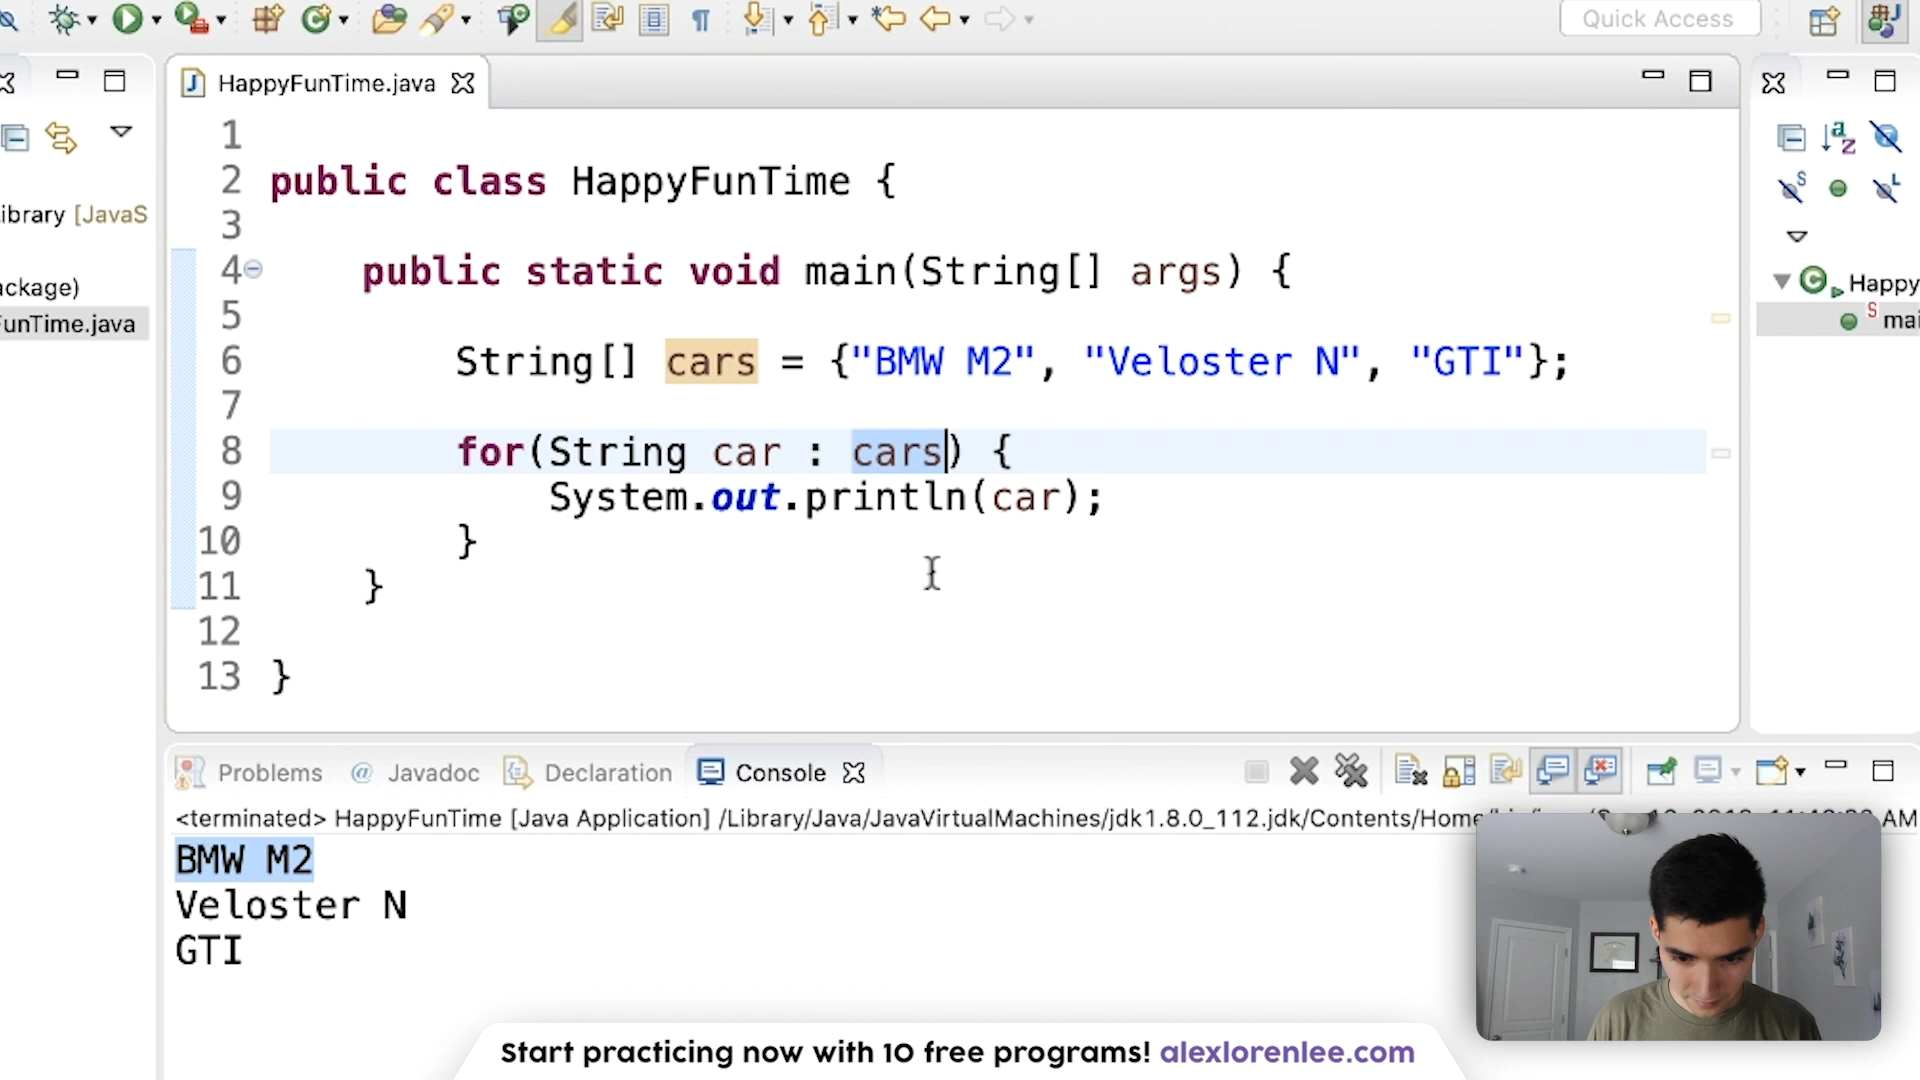 Quick Access
HappyFunTime.java
1
2 public class HappyFunTime {
3
4 public static void main(String[] args) {
5
6 String[] cars = {"BMW M2", "Veloster N", "GTI"};
7
8 for(String car : cars) {
9 System.out.println(car);
10 }
11 }
12
13 }
ibrary [JavaS
ackage)
FunTime.java
Happy
mai
Problems @ Javadoc Declaration Console
<terminated> HappyFunTime [Java Application] /Library/Java/JavaVirtualMachines/jdk1.8.0_112.jdk/Contents/Home
AM
BMW M2
Veloster N
GTI
Start practicing now with 10 free programs! alexlorenlee.com